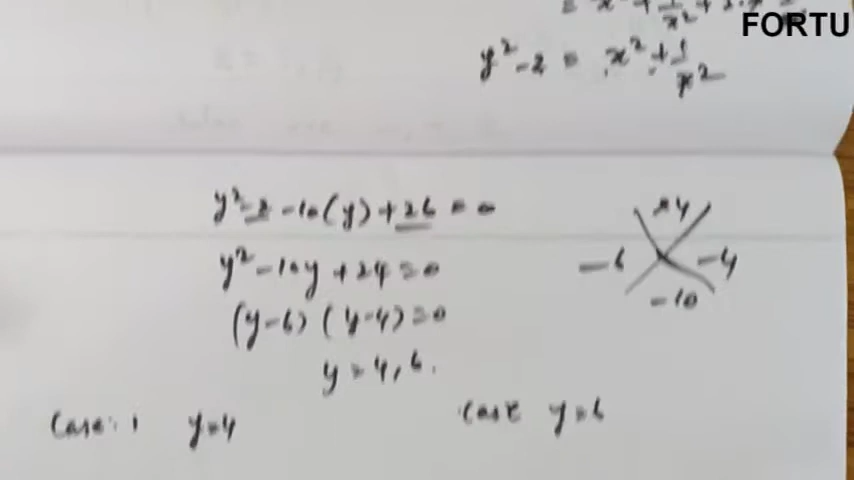 FORTU
y² - 2 = x² + 1/x²
y² - 2 - 10(y) + 26 = 0
y² - 10y + 24 = 0
(y-6) (y-4) = 0
y = 4, 6.
24
-6 -4
-10
Case: 1 y = 4
Case y = 6